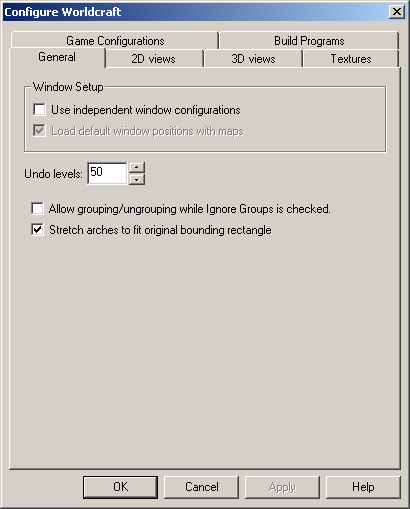 Configure Worldcraft
Game Configurations
Build Programs
General
2D views
3D views
Textures
Window Setup
Use independent window configurations
Load default window positions with maps
Undo levels: 50
Allow grouping/ungrouping while Ignore Groups is checked.
Stretch arches to fit original bounding rectangle
OK
Cancel
Apply
Help